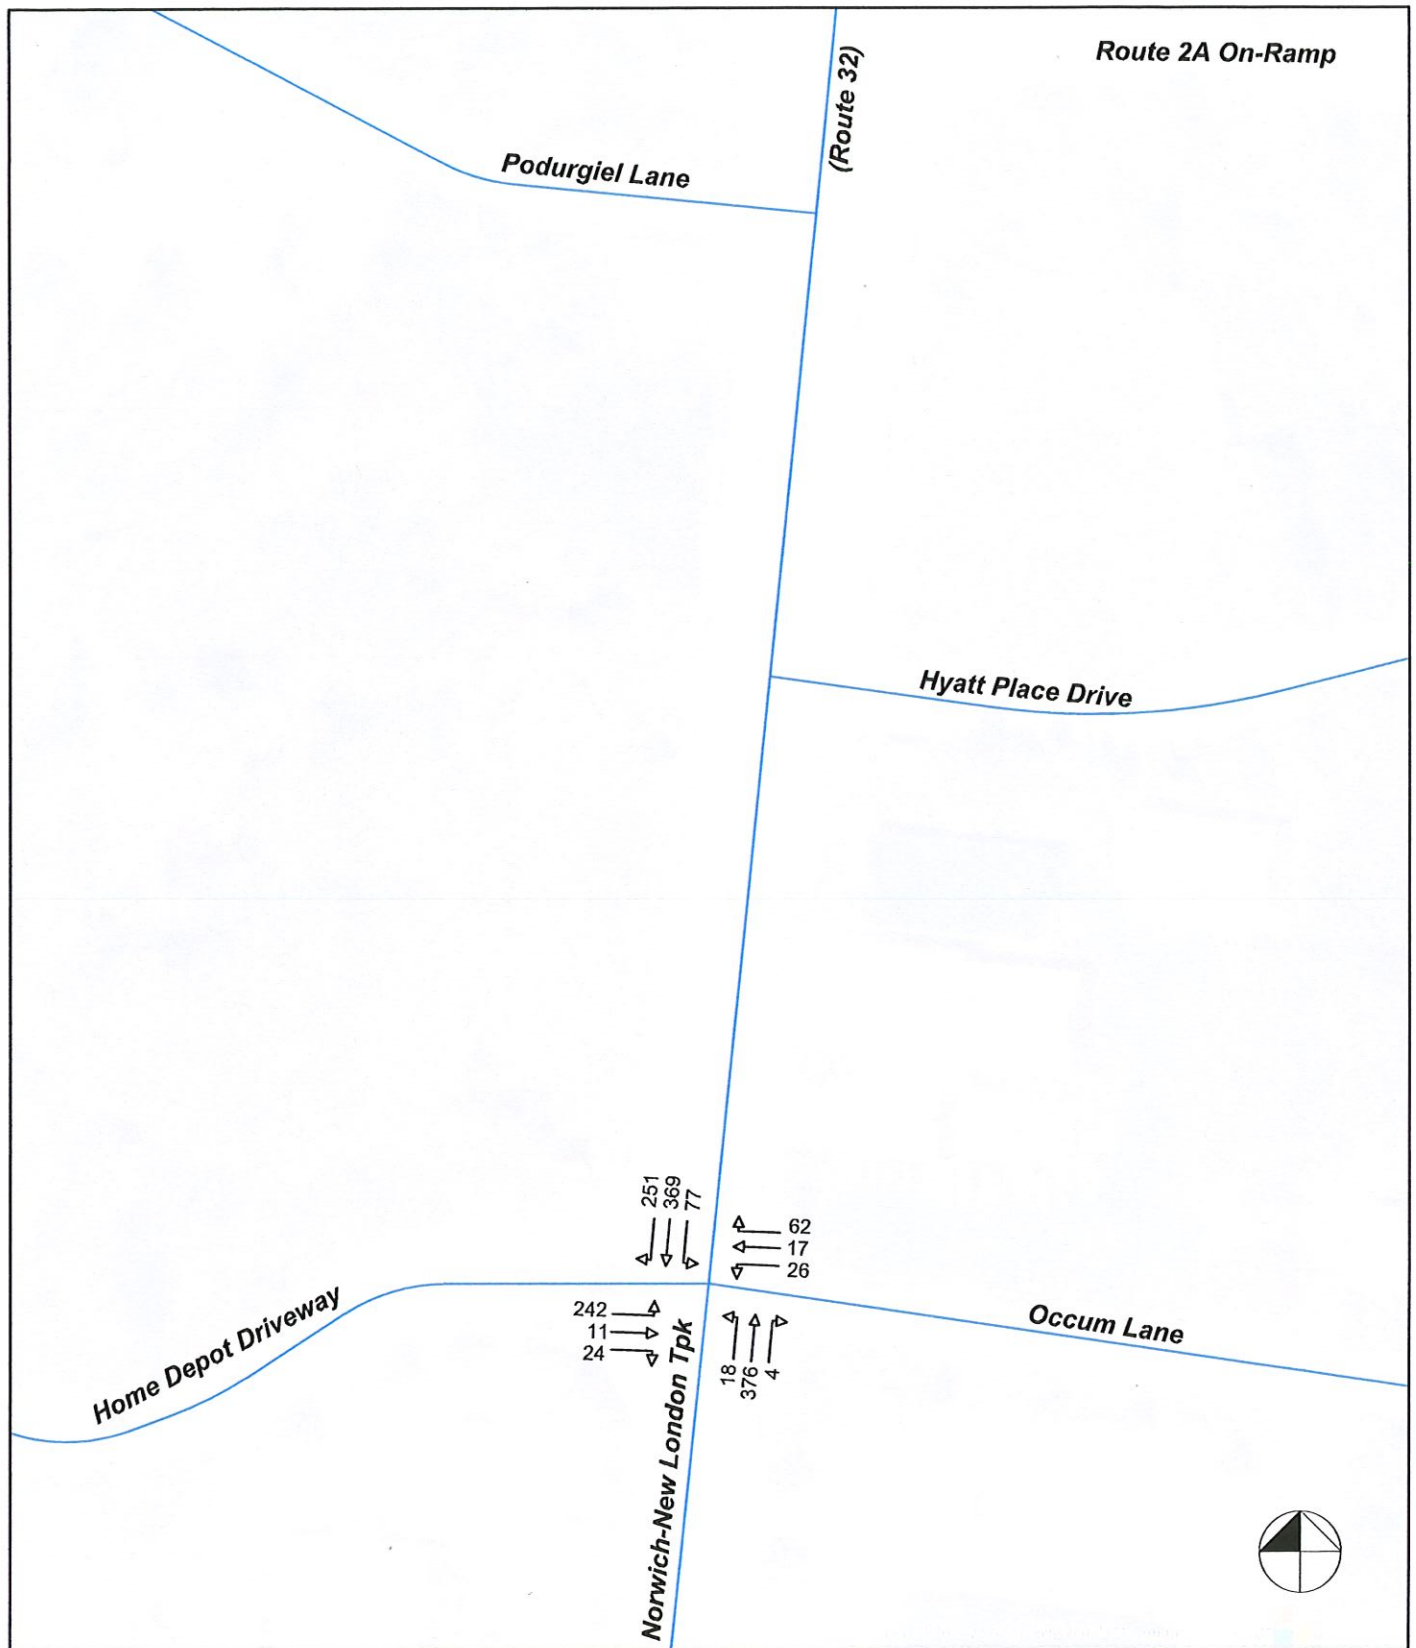 Route 2A On-Ramp
(Route 32)
Podurgiel Lane
Hyatt Place Drive
251
369
77
62
17
26
242
11
24
18
376
4
Home Depot Driveway
Occum Lane
Norwich-New London Tpk